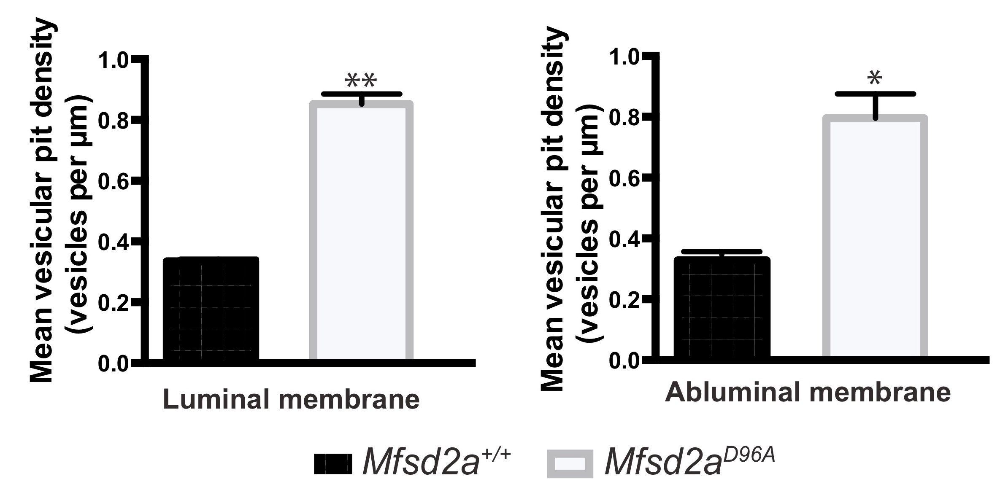 Mean vesicular pit density
(vesicles per µm)
1.0
0.8
0.6
0.4
0.2
0.0
**
Luminal membrane
Mean vesicular pit density
(vesicles per µm)
1.0
0.8
0.6
0.4
0.2
0.0
*
Abluminal membrane
Mfsd2a+/+
Mfsd2aD96A